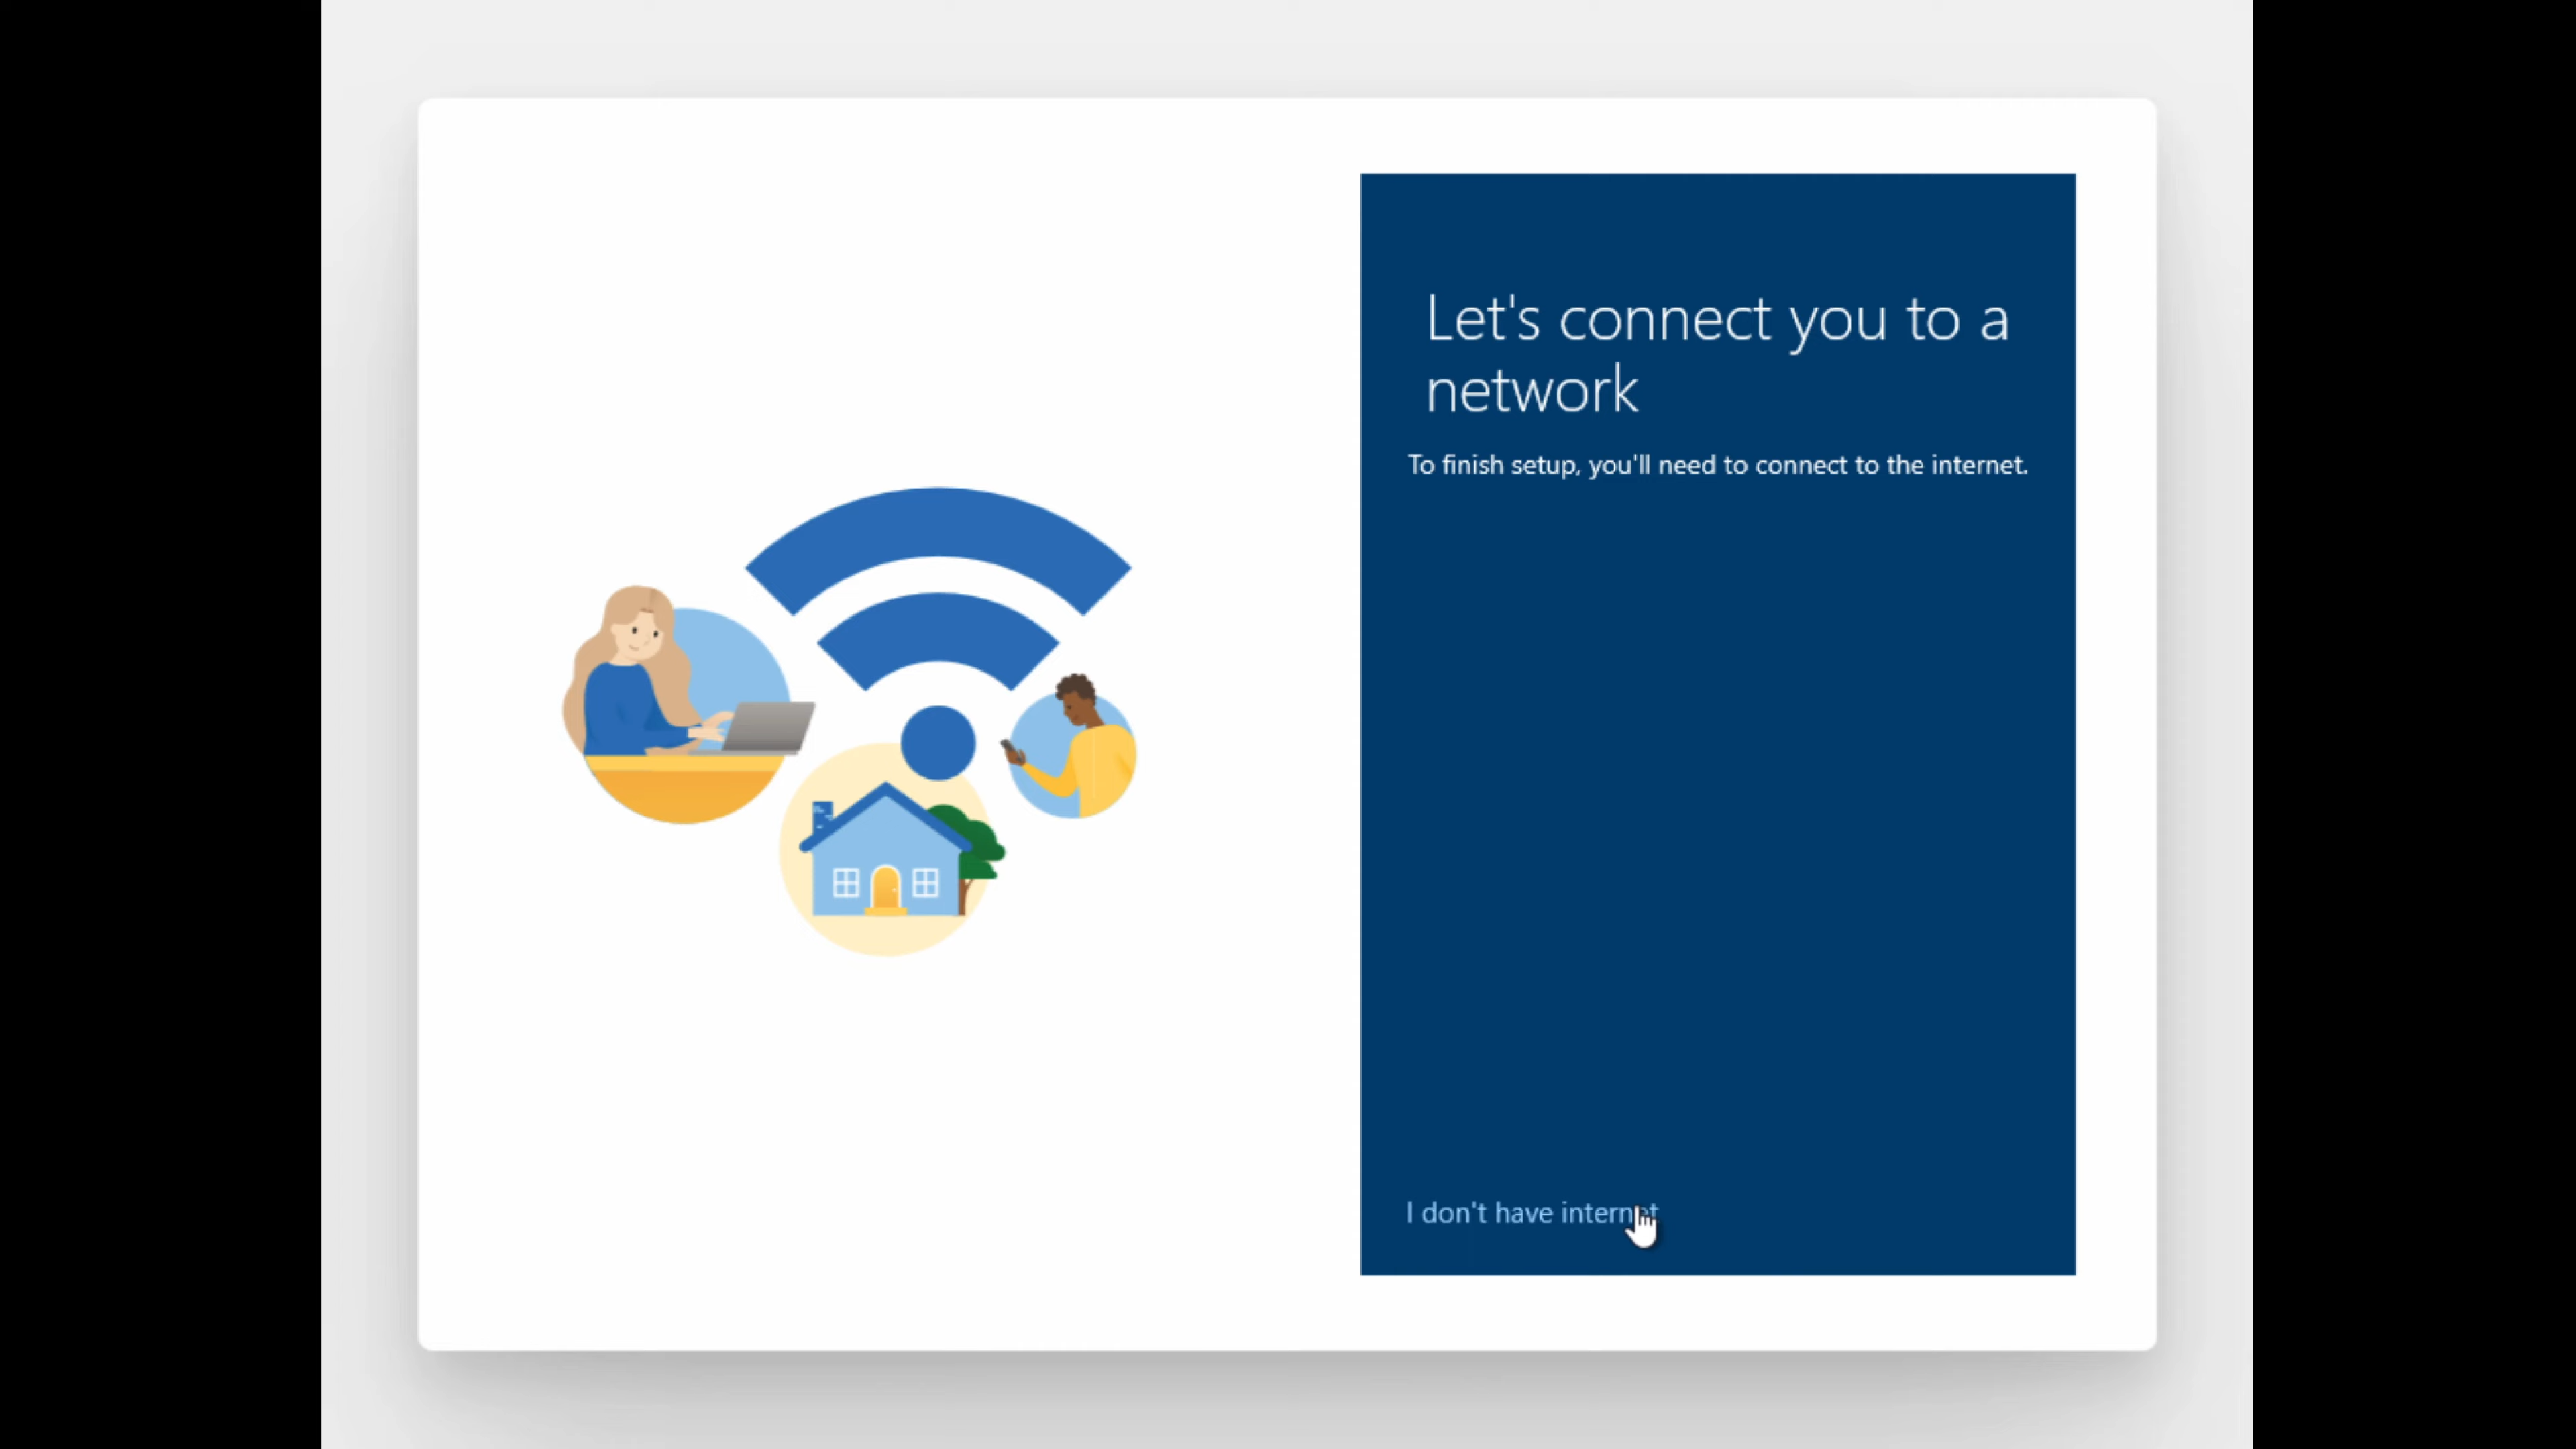 Let's connect you to a
network
To finish setup, you'll need to connect to the internet.
I don't have internet